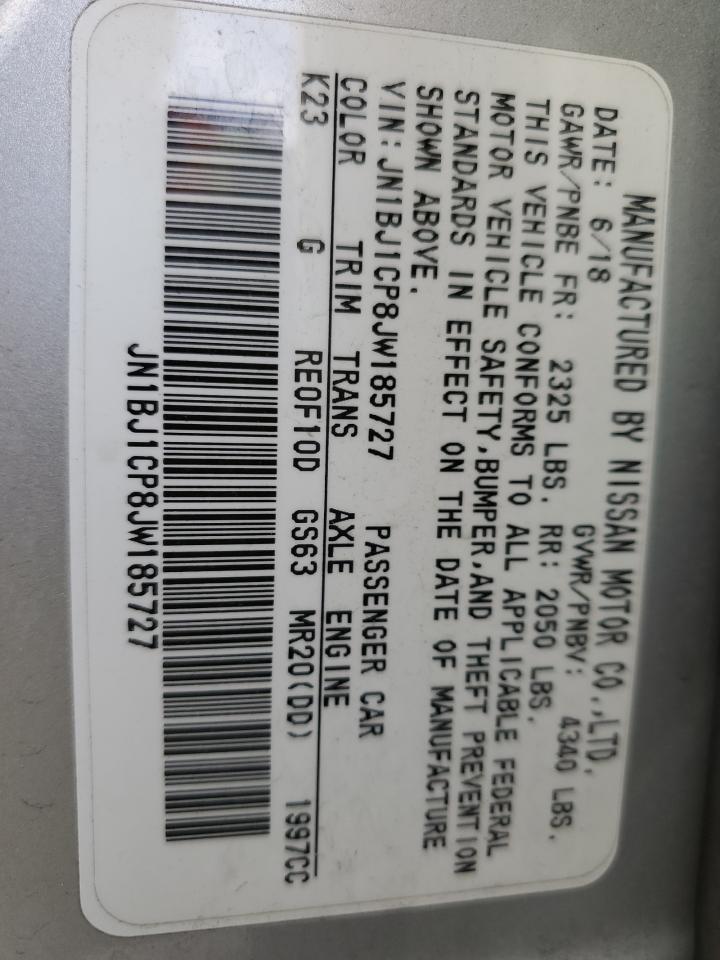 MANUFACTURED BY NISSAN MOTOR CO.,LTD.
DATE: 6/18 GVWR/PNBV: 4340 LBS.
GAWR/PNBE FR: 2325 LBS. RR: 2050 LBS.
THIS VEHICLE CONFORMS TO ALL APPLICABLE FEDERAL
MOTOR VEHICLE SAFETY,BUMPER,AND THEFT PREVENTION
STANDARDS IN EFFECT ON THE DATE OF MANUFACTURE
SHOWN ABOVE.
VIN:JN1BJ1CP8JW185727 PASSENGER CAR
COLOR TRIM TRANS AXLE ENGINE
K23 G RE0F10D GS63 MR20(DD) 1997CC
JN1BJ1CP8JW185727